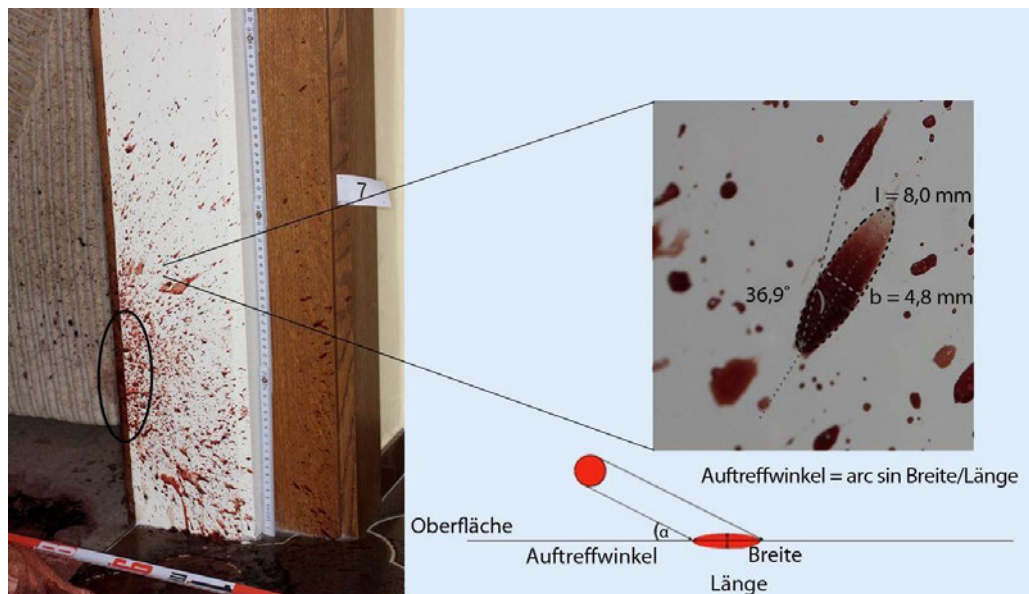 7
l = 8,0 mm
36,9°
b = 4,8 mm
Auftreffwinkel = arc sin Breite/Länge
Oberfläche
α
Auftreffwinkel
Breite
Länge